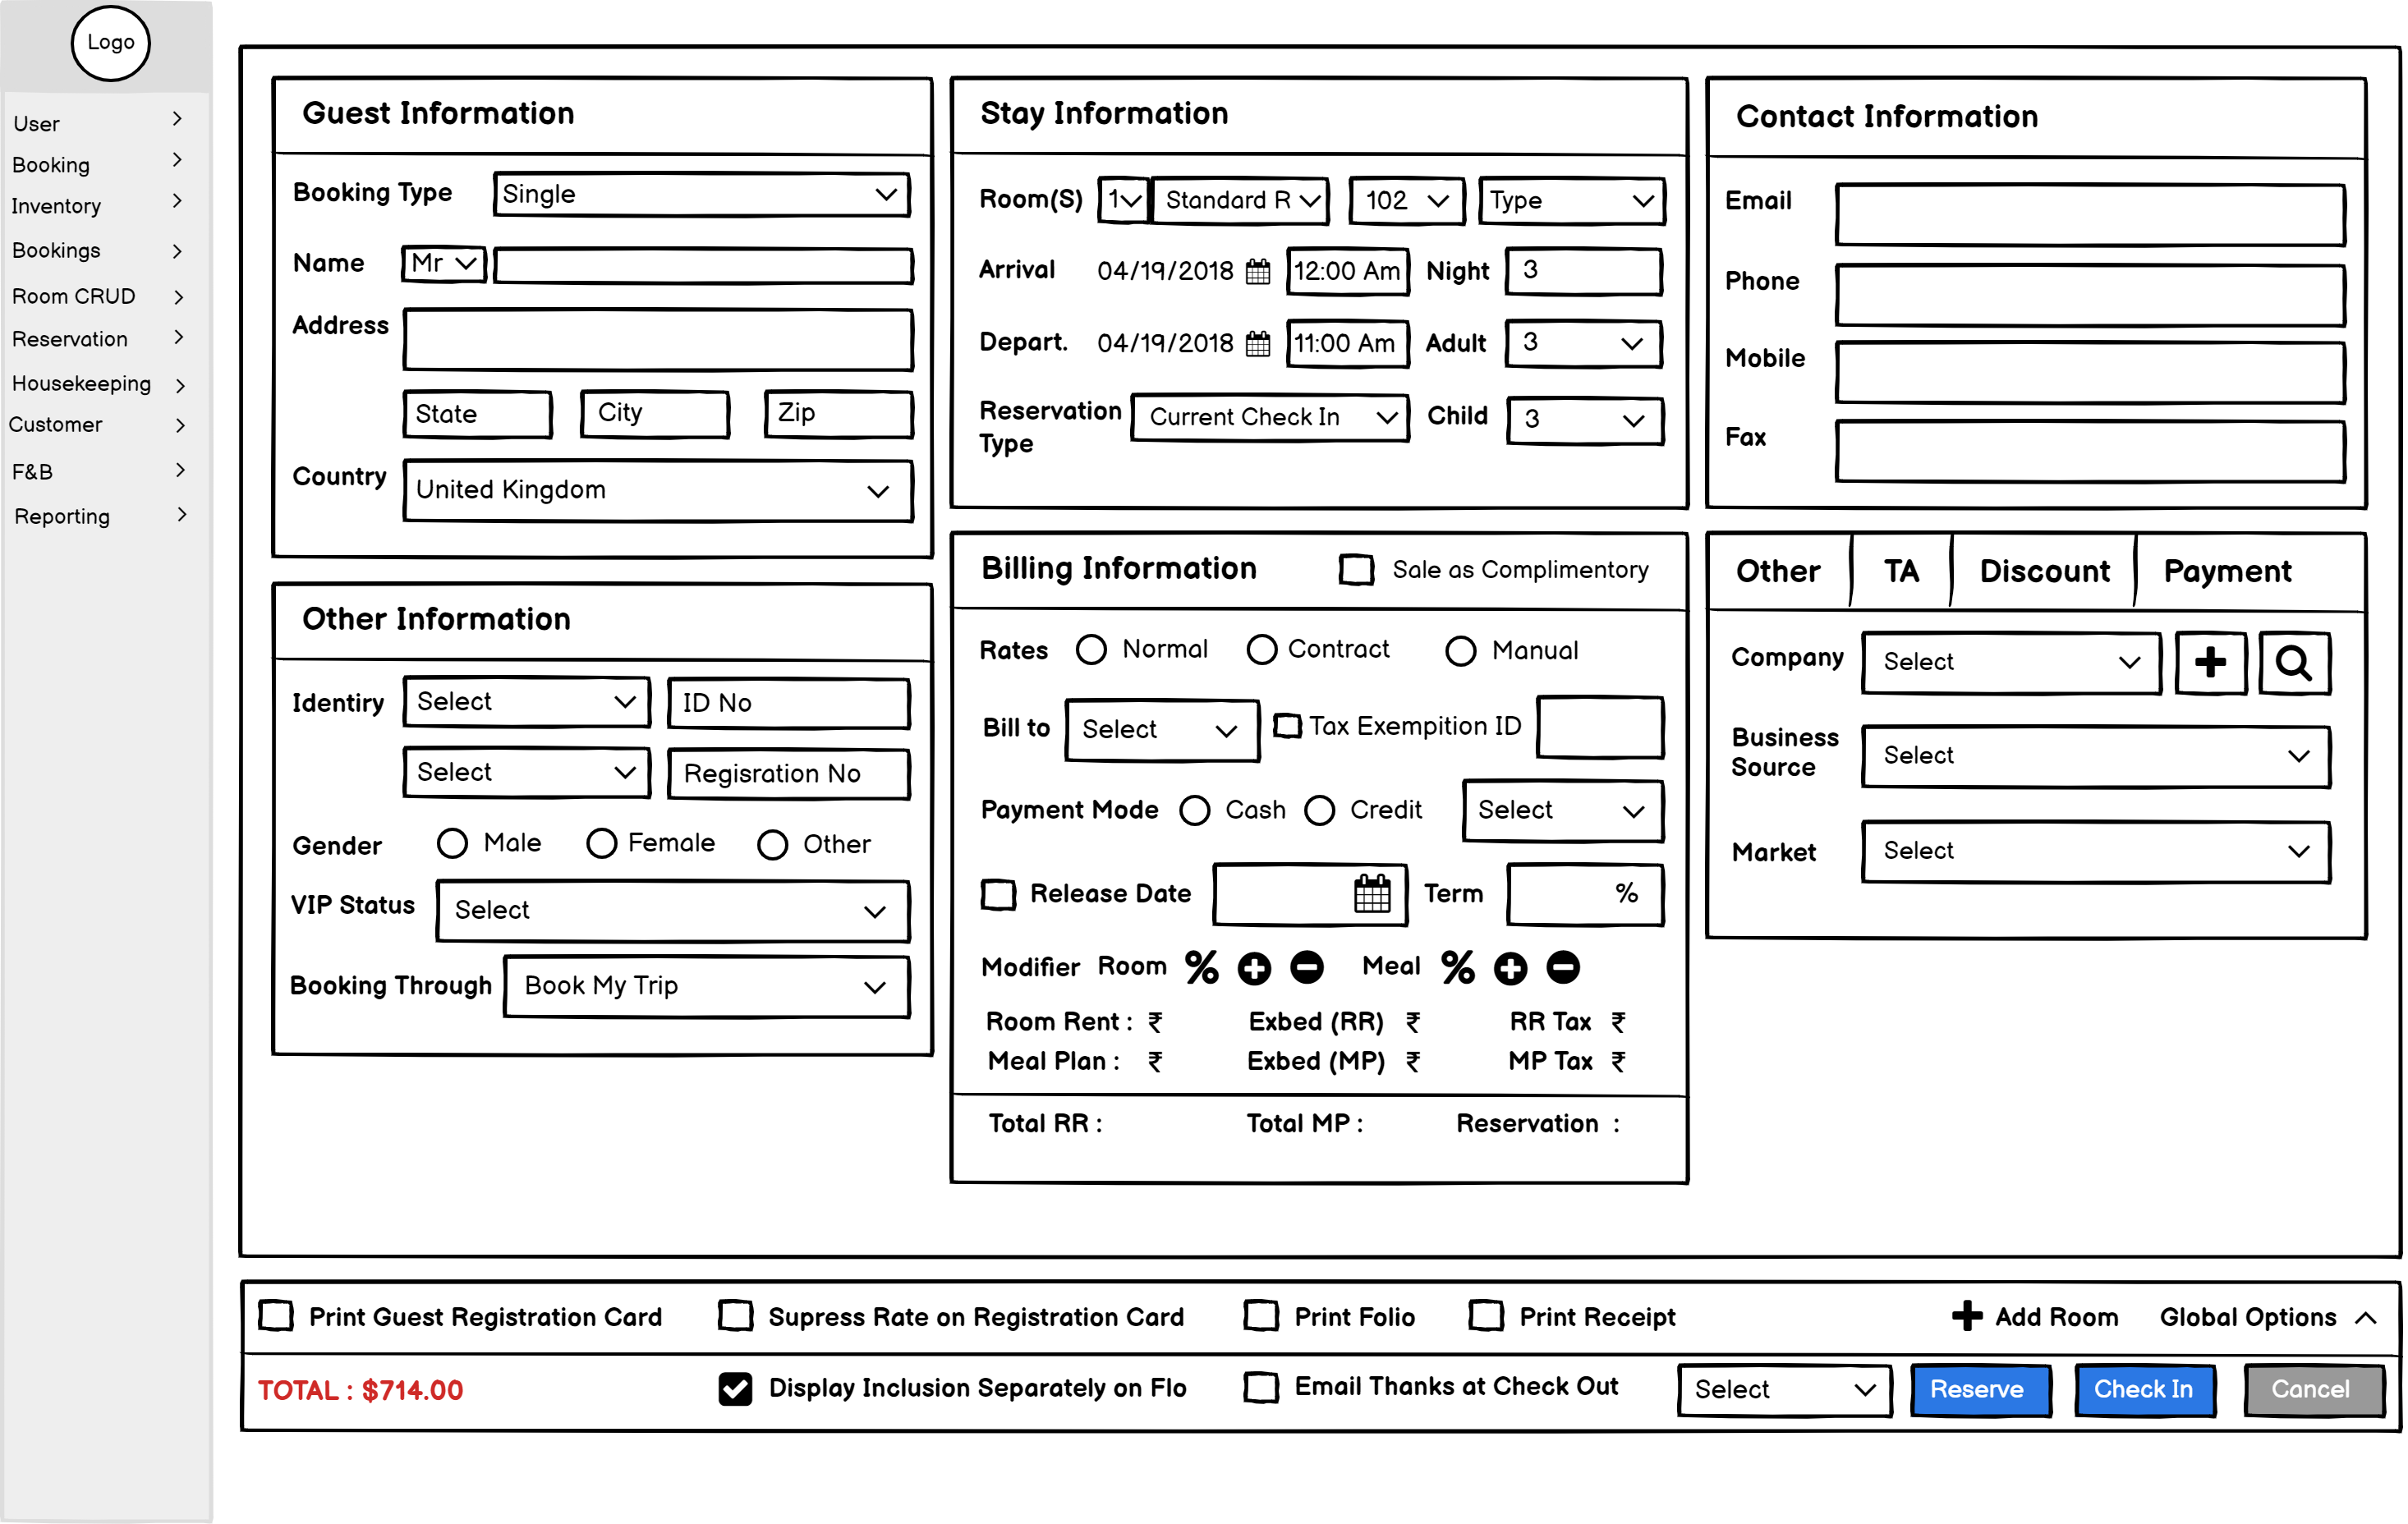 Logo
User
Booking
Inventory
Bookings
Room CRUD
Reservation
Housekeeping
Customer
F&B
Reporting
Guest Information
Booking Type Single
Name Mr
Address
State City Zip
Country United Kingdom
Other Information
Identiry Select ID No
Select Regisration No
Gender Male Female Other
VIP Status Select
Booking Through Book My Trip
Stay Information
Room(S) 1 Standard R 102 Type
Arrival 04/19/2018 12:00 Am Night 3
Depart. 04/19/2018 11:00 Am Adult 3
Reservation Type Current Check In Child 3
Billing Information Sale as Complimentory
Rates Normal Contract Manual
Bill to Select Tax Exempition ID
Payment Mode Cash Credit Select
Release Date Term %
Modifier Room % Meal %
Room Rent : ₹ Exbed (RR) ₹ RR Tax ₹
Meal Plan : ₹ Exbed (MP) ₹ MP Tax ₹
Total RR : Total MP : Reservation :
Contact Information
Email
Phone
Mobile
Fax
Other TA Discount Payment
Company Select
Business Source Select
Market Select
Print Guest Registration Card Supress Rate on Registration Card Print Folio Print Receipt Add Room Global Options
TOTAL : $714.00 Display Inclusion Separately on Flo Email Thanks at Check Out Select Reserve Check In Cancel